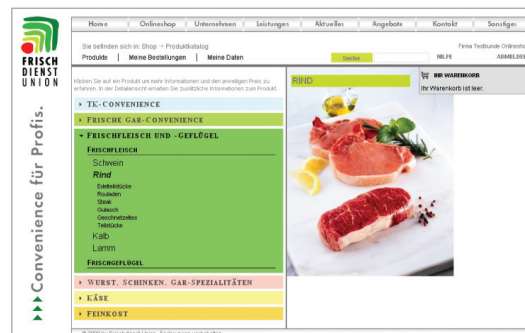 Home Onlineshop Unternehmen Leistungen Aktuelles Angebote Kontakt Sonstiges
Sie befinden sich in: Shop → Produktkatalog
Firma Testkunde Onlineshop
Produkte | Meine Bestellungen | Meine Daten
Suche
HILFE
ABMELDEN
FRISCH
DIENST
UNION
Convenience für Profis.
Klicken Sie auf ein Produkt um mehr Informationen und den jeweiligen Preis zu
erfahren. In der Detailansicht erhalten Sie zusätzliche Informationen zum Produkt.
TK-CONVENIENCE
FRISCHE GAR-CONVENIENCE
FRISCHFLEISCH UND -GEFLÜGEL
FRISCHFLEISCH
Schwein
Rind
Edelteilstücke
Rouladen
Steak
Gulasch
Geschnetzeltes
Teilstücke
Kalb
Lamm
FRISCHGEFLÜGEL
WURST, SCHINKEN, GAR-SPEZIALITÄTEN
KÄSE
FEINKOST
RIND
IHR WARENKORB
Ihr Warenkorb ist leer.